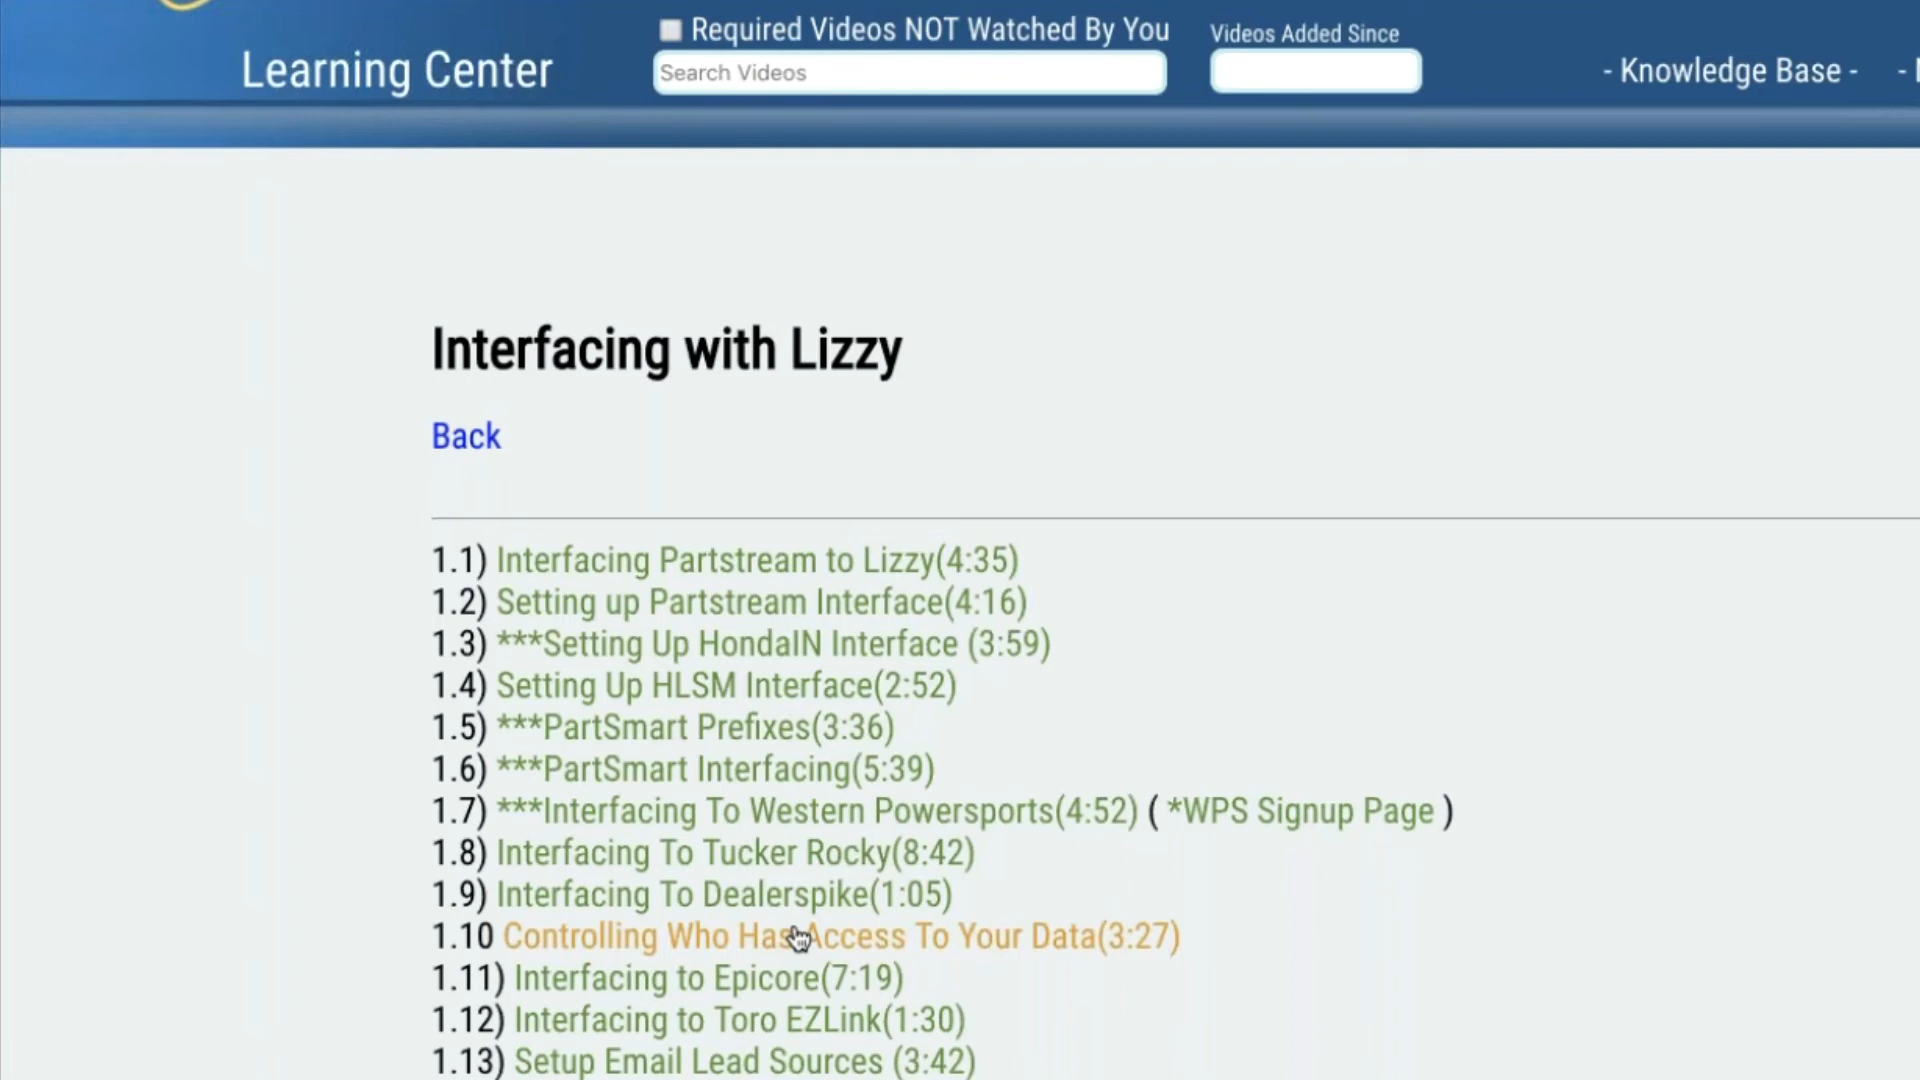 Required Videos NOT Watched By You
Videos Added Since
Learning Center
Search Videos
- Knowledge Base -
-
Interfacing with Lizzy
Back
1.1) Interfacing Partstream to Lizzy(4:35)
1.2) Setting up Partstream Interface(4:16)
1.3) ***Setting Up HondaIN Interface (3:59)
1.4) Setting Up HLSM Interface(2:52)
1.5) ***PartSmart Prefixes(3:36)
1.6) ***PartSmart Interfacing(5:39)
1.7) ***Interfacing To Western Powersports(4:52) ( *WPS Signup Page )
1.8) Interfacing To Tucker Rocky(8:42)
1.9) Interfacing To Dealerspike(1:05)
1.10 Controlling Who Has Access To Your Data(3:27)
1.11) Interfacing to Epicore(7:19)
1.12) Interfacing to Toro EZLink(1:30)
1.13) Setup Email Lead Sources (3:42)